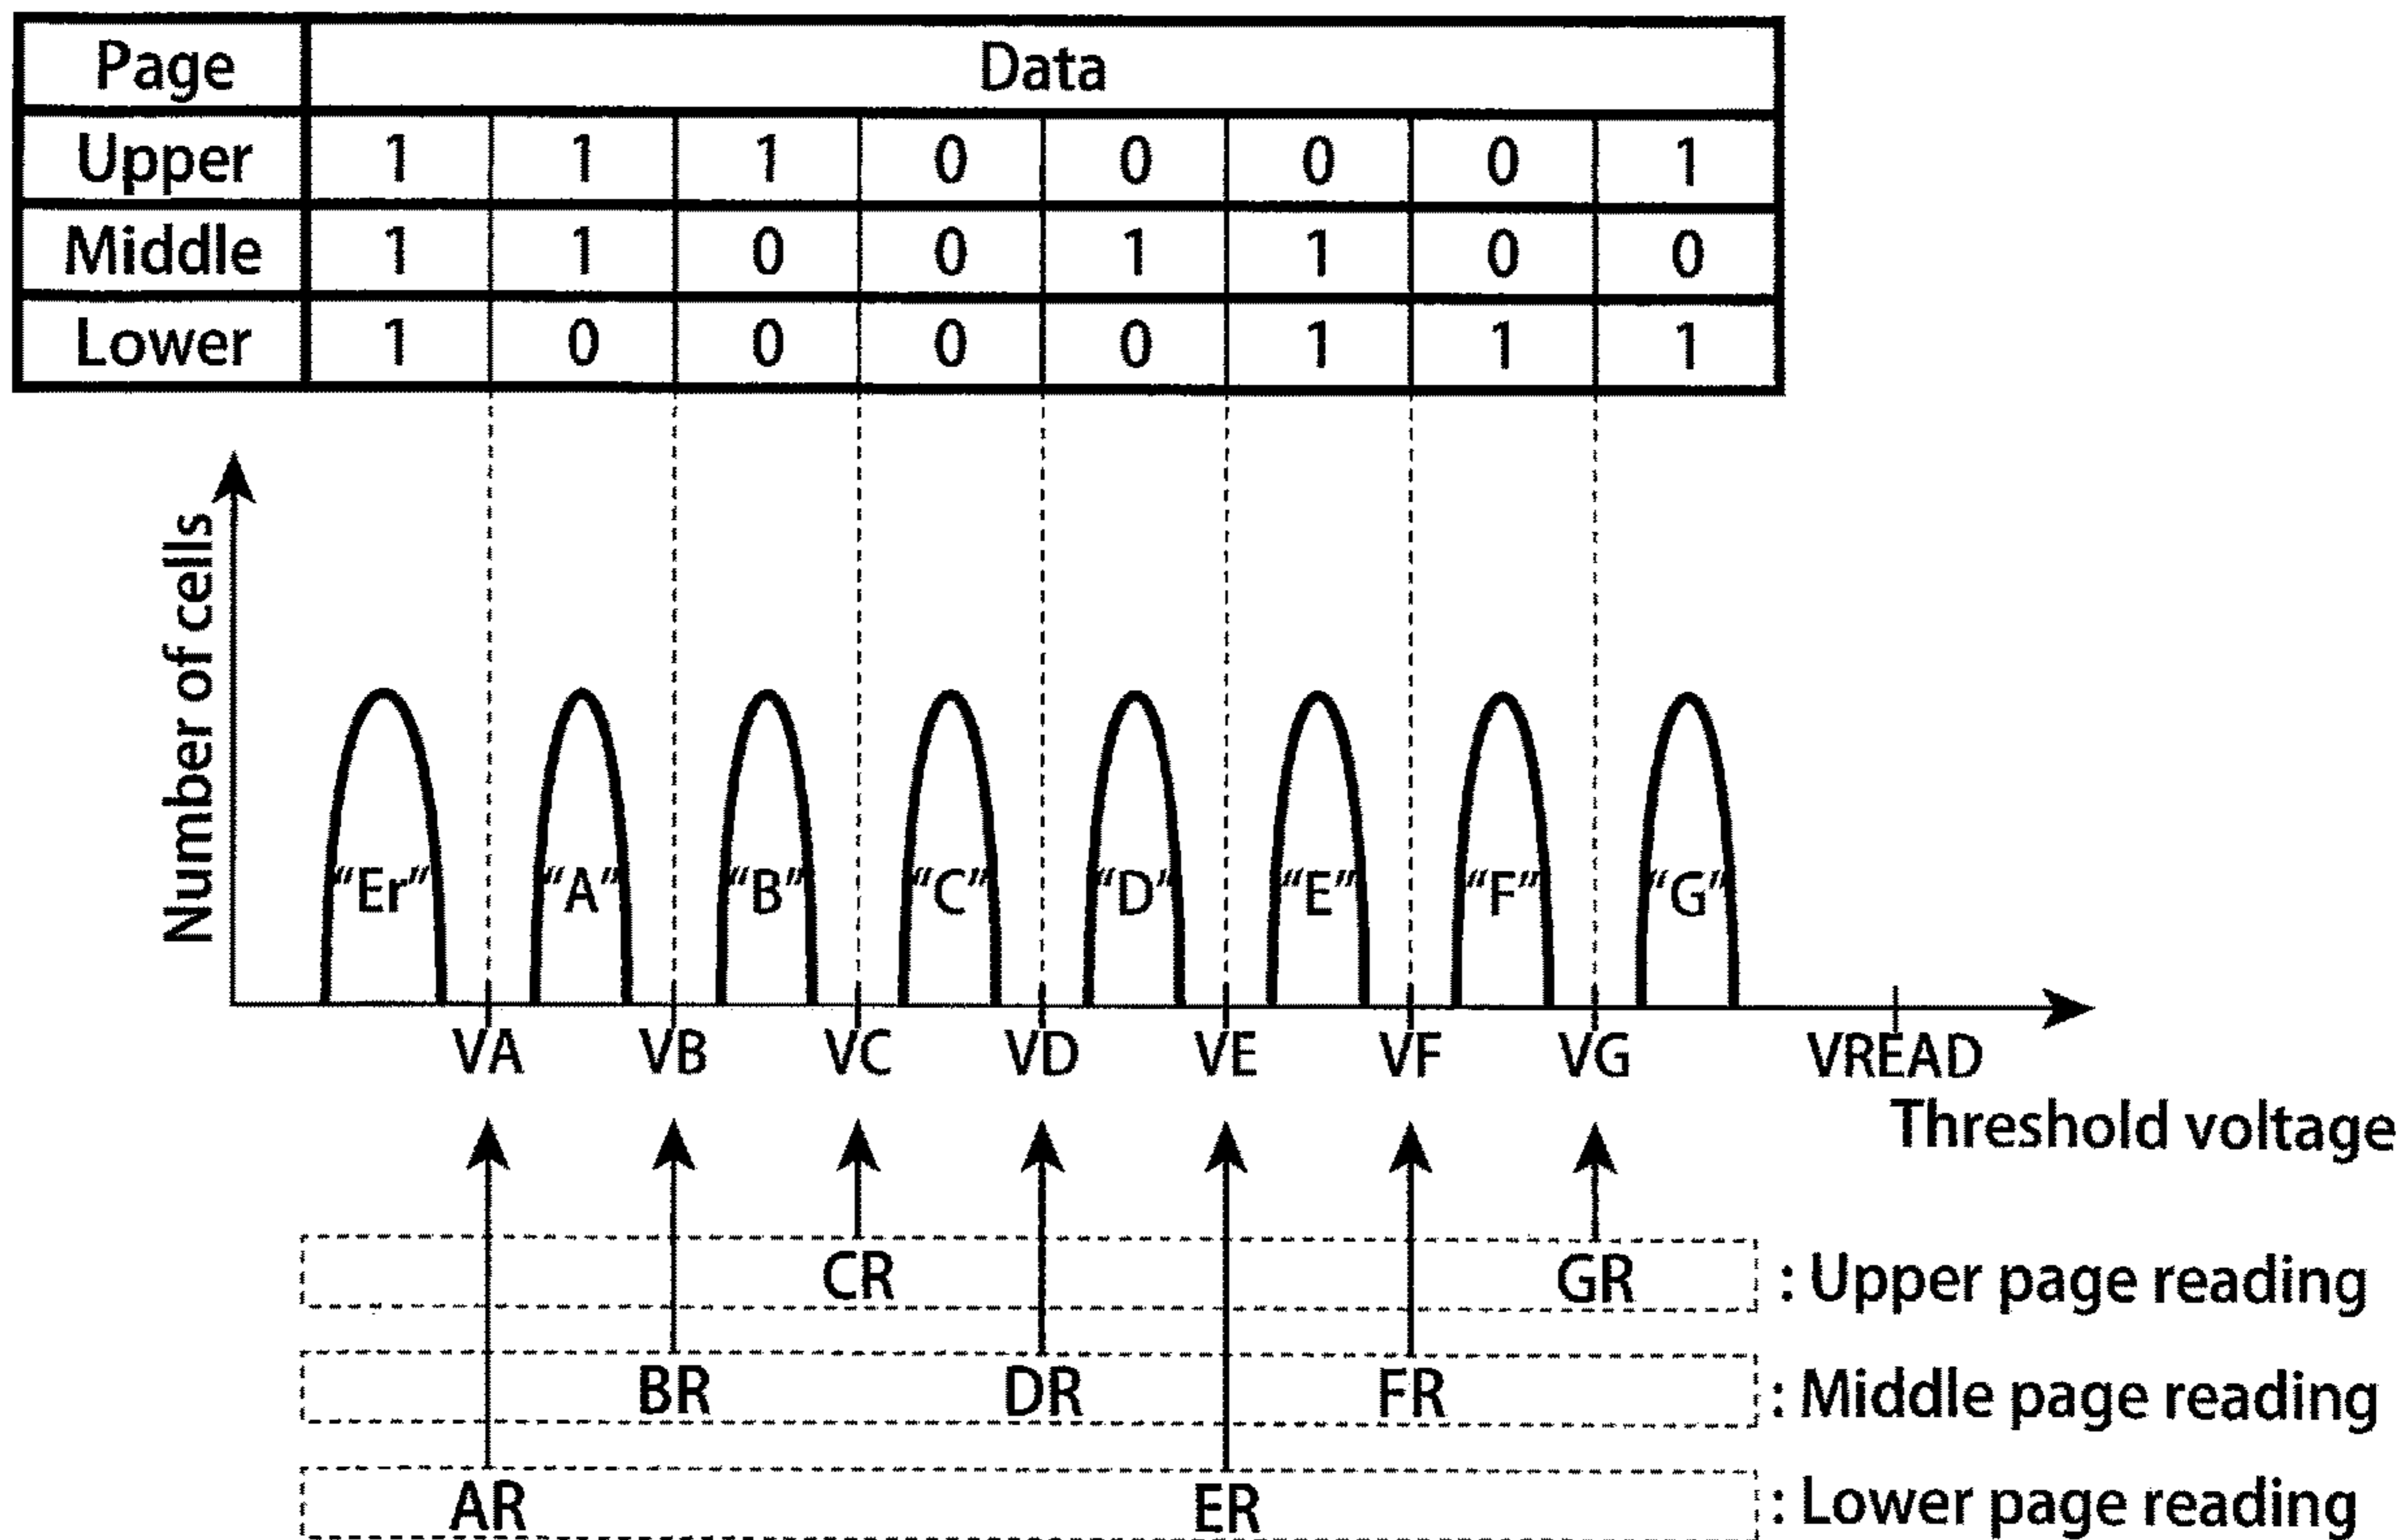 Page Data
Upper 1 1 1 0 0 0 0 1
Middle 1 1 0 0 1 1 0 0
Lower 1 0 0 0 0 1 1 1
Number of cells
“Er” “A” “B” “C” “D” “E” “F” “G”
VA VB VC VD VE VF VG VREAD
Threshold voltage
CR GR : Upper page reading
BR DR FR : Middle page reading
AR ER : Lower page reading